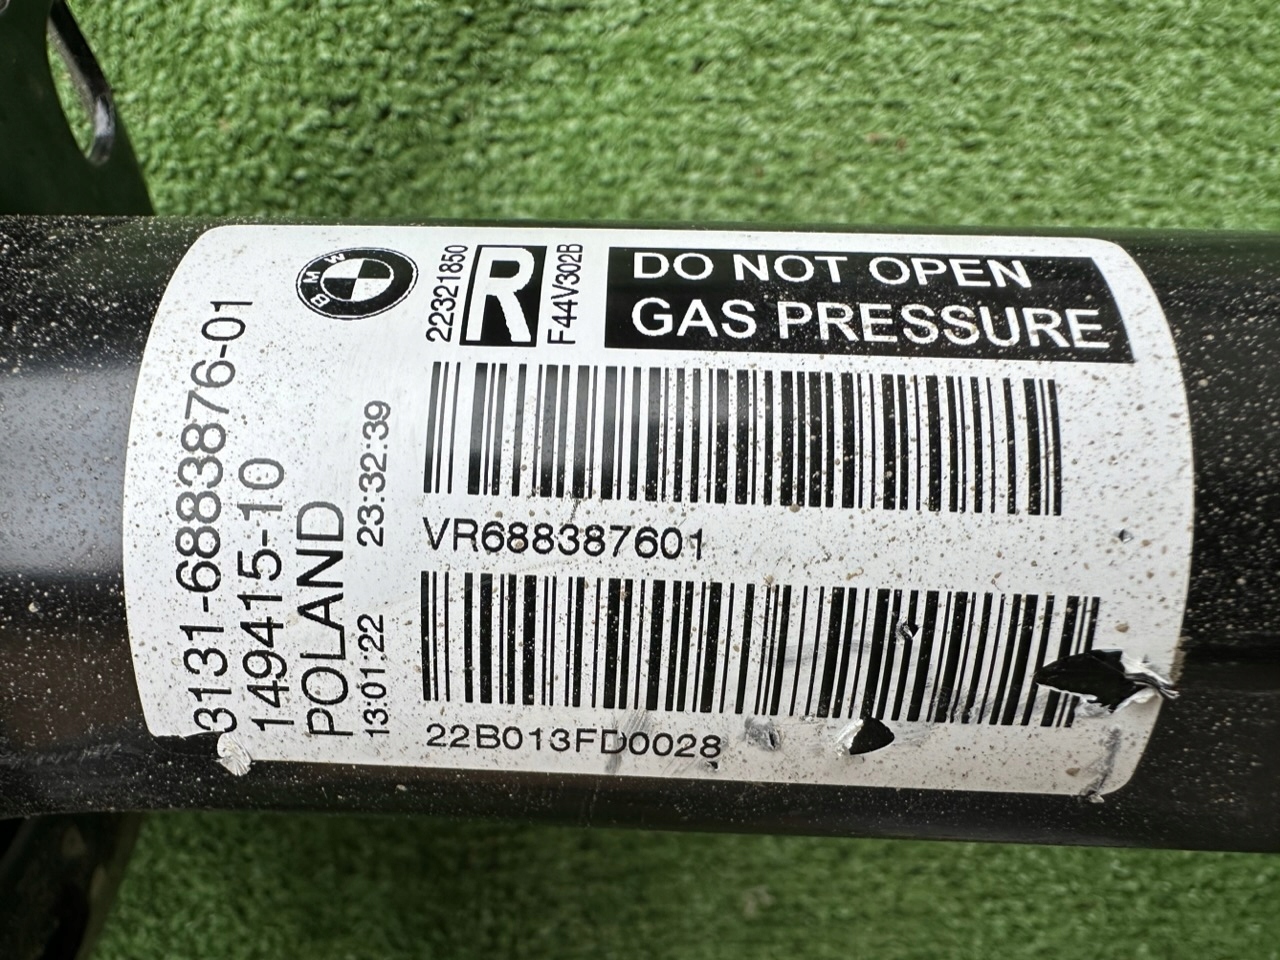 3131-6883876-01
149415-10
POLAND
13:01.22 23:32:39
BMW
22321850
R
F44V302B
DO NOT OPEN
GAS PRESSURE
VR688387601
22B013FD0028